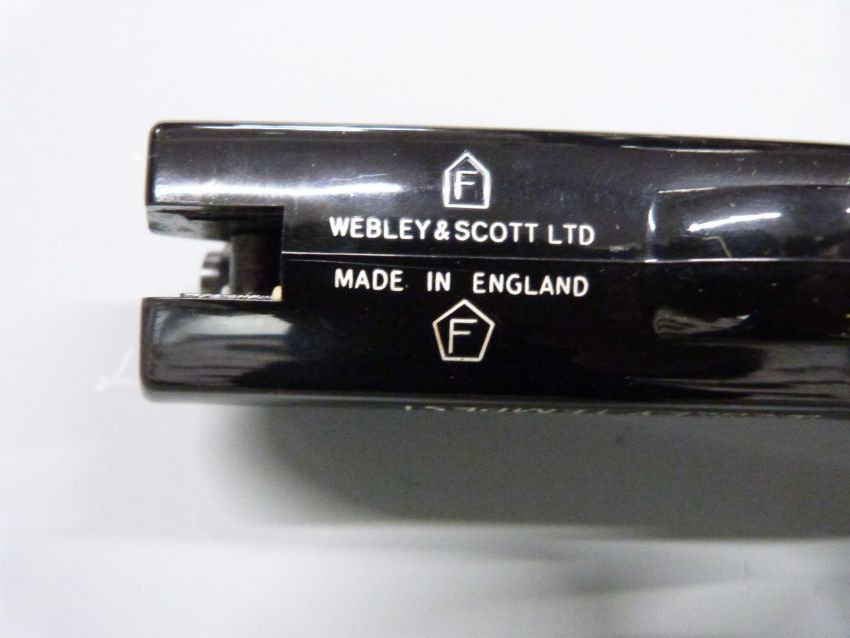 F
WEBLEY & SCOTT LTD
MADE IN ENGLAND
F